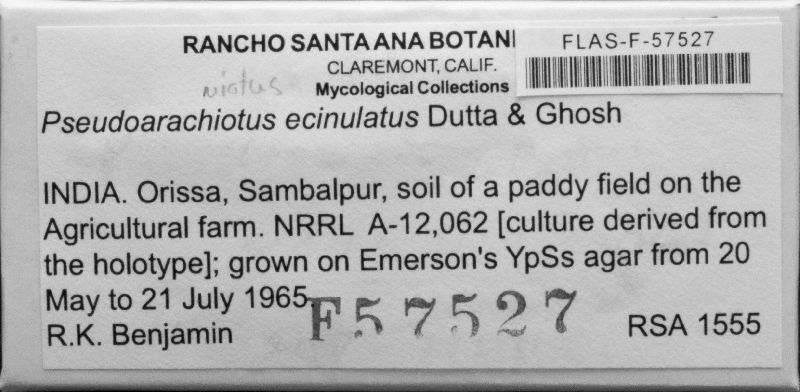 RANCHO SANTA ANA BOTANI
FLAS-F-57527
CLAREMONT, CALIF.
Mycological Collections
Pseudoarachiotus ecinulatus Dutta & Ghosh
INDIA. Orissa, Sambalpur, soil of a paddy field on the
Agricultural farm. NRRL A-12,062 [culture derived from
the holotype]; grown on Emerson's YpSs agar from 20
May to 21 July 1965.
F57527
R.K. Benjamin
RSA 1555